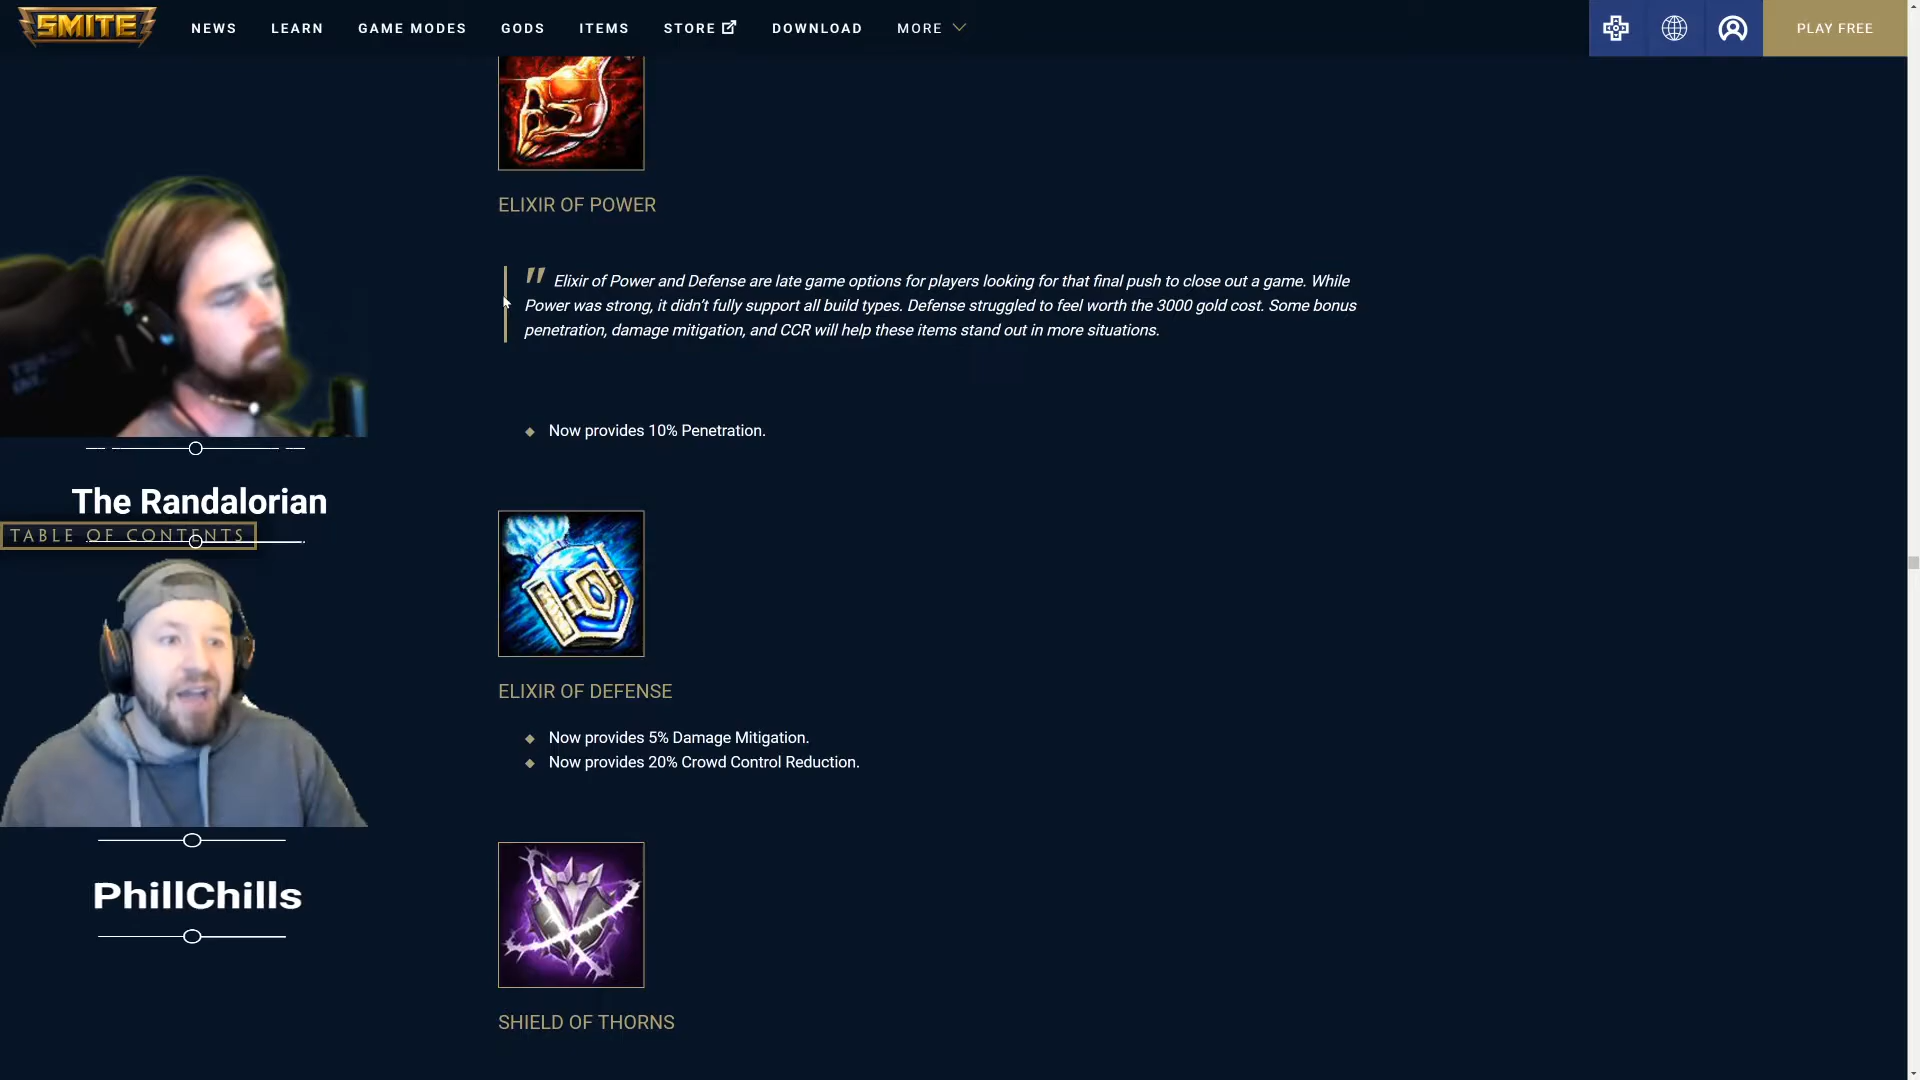 SMITE
NEWS LEARN GAME MODES GODS ITEMS STORE DOWNLOAD MORE PLAY FREE
ELIXIR OF POWER
" Elixir of Power and Defense are late game options for players looking for that final push to close out a game. While
Power was strong, it didn't fully support all build types. Defense struggled to feel worth the 3000 gold cost. Some bonus
penetration, damage mitigation, and CCR will help these items stand out in more situations.
Now provides 10% Penetration.
The Randalorian
TABLE OF CONTENTS
ELIXIR OF DEFENSE
Now provides 5% Damage Mitigation.
Now provides 20% Crowd Control Reduction.
PhillChills
SHIELD OF THORNS